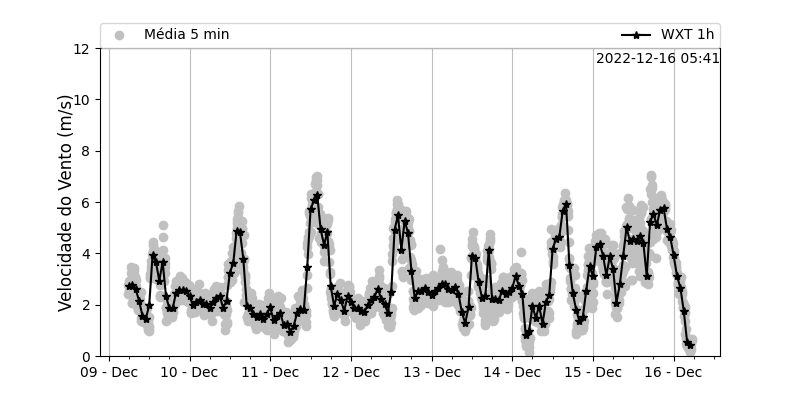 Média 5 min
WXT 1h
2022-12-16 05:41
Velocidade do Vento (m/s)
12
10
8
6
4
2
0
09 - Dec
10 - Dec
11 - Dec
12 - Dec
13 - Dec
14 - Dec
15 - Dec
16 - Dec